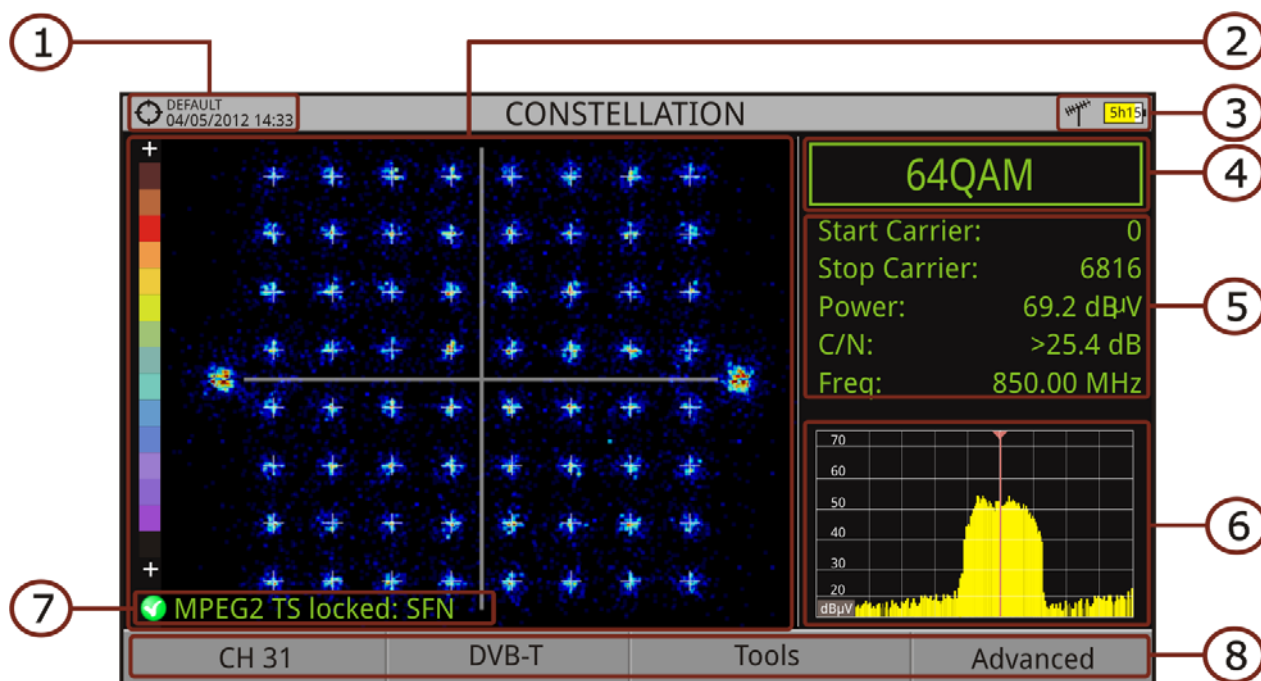 1
2
DEFAULT
04/05/2012 14:33
CONSTELLATION
5h15
3
+
64QAM
4
Start Carrier: 0
Stop Carrier: 6816
Power: 69.2 dBµV
C/N: >25.4 dB
Freq: 850.00 MHz
5
70
60
50
40
30
20
dBµV
6
+
7
MPEG2 TS locked: SFN
CH 31
DVB-T
Tools
Advanced
8